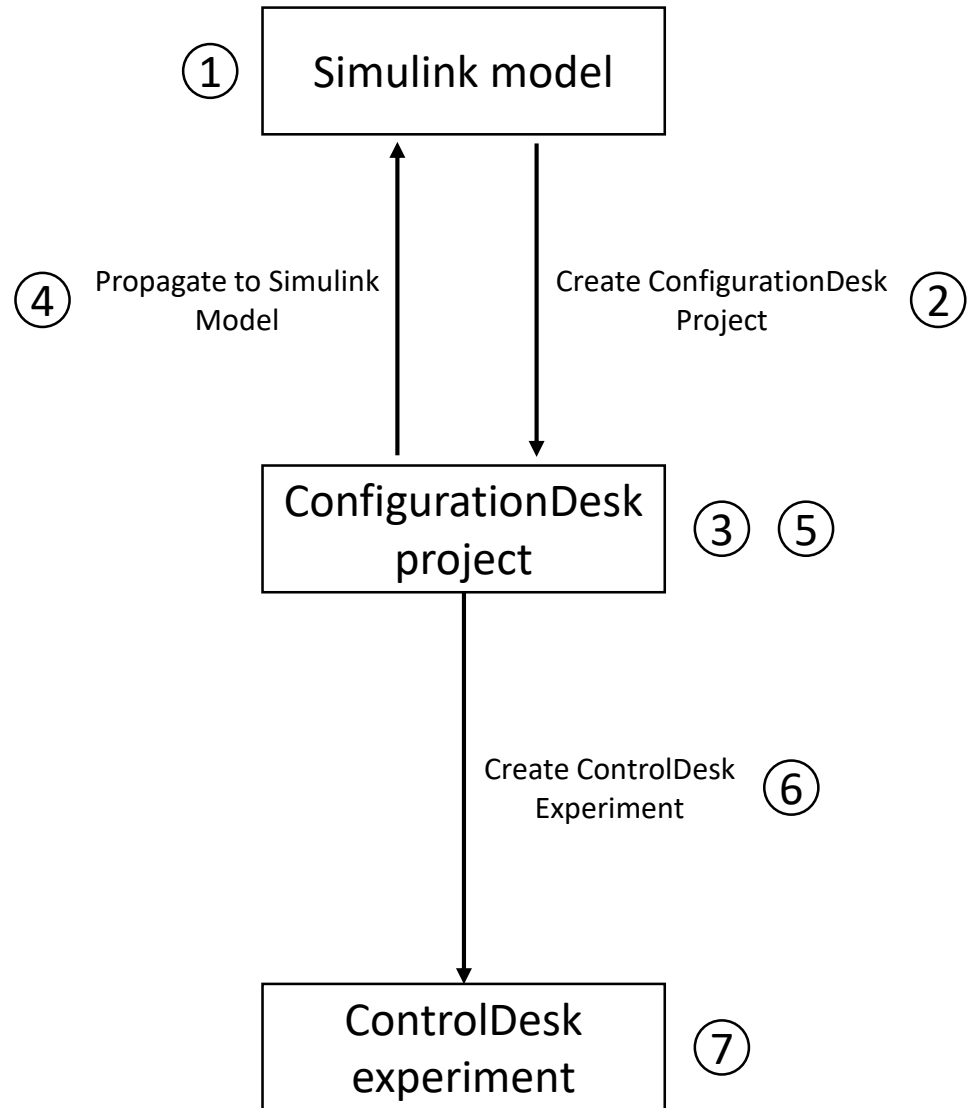 1
Simulink model
4
Propagate to Simulink
Model
Create ConfigurationDesk
Project
2
ConfigurationDesk
project
3
5
Create ControlDesk
Experiment
6
ControlDesk
experiment
7